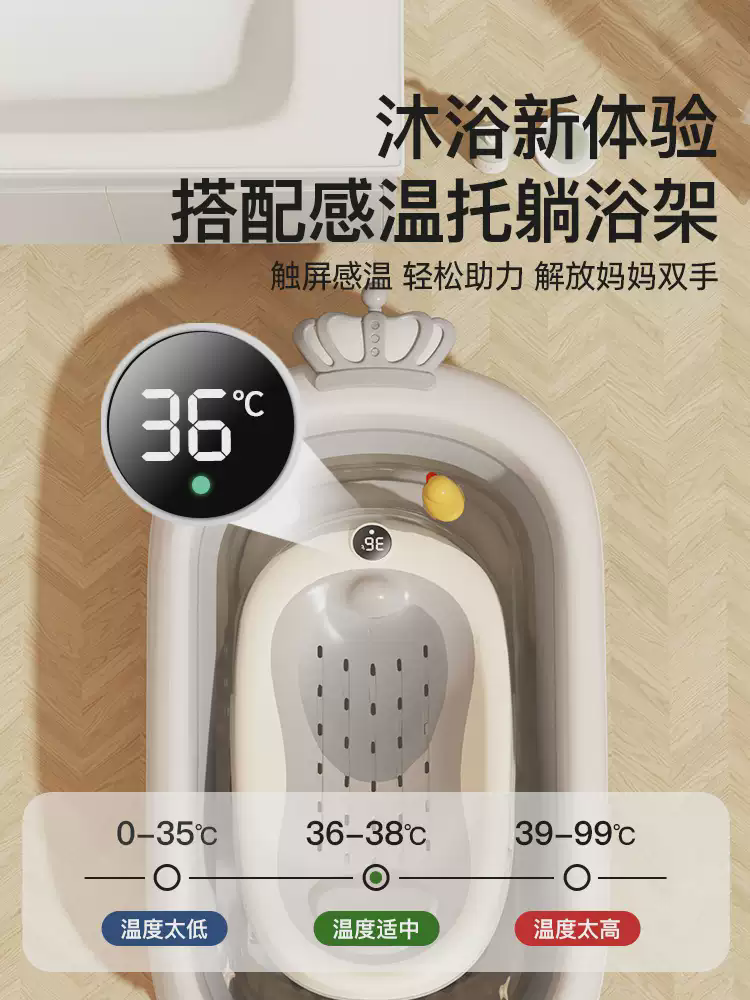 沐浴新体验
搭配感温托躺浴架
触屏感温 轻松助力 解放妈妈双手
36℃
36
0–35℃ 36–38℃ 39–99℃
温度太低 温度适中 温度太高